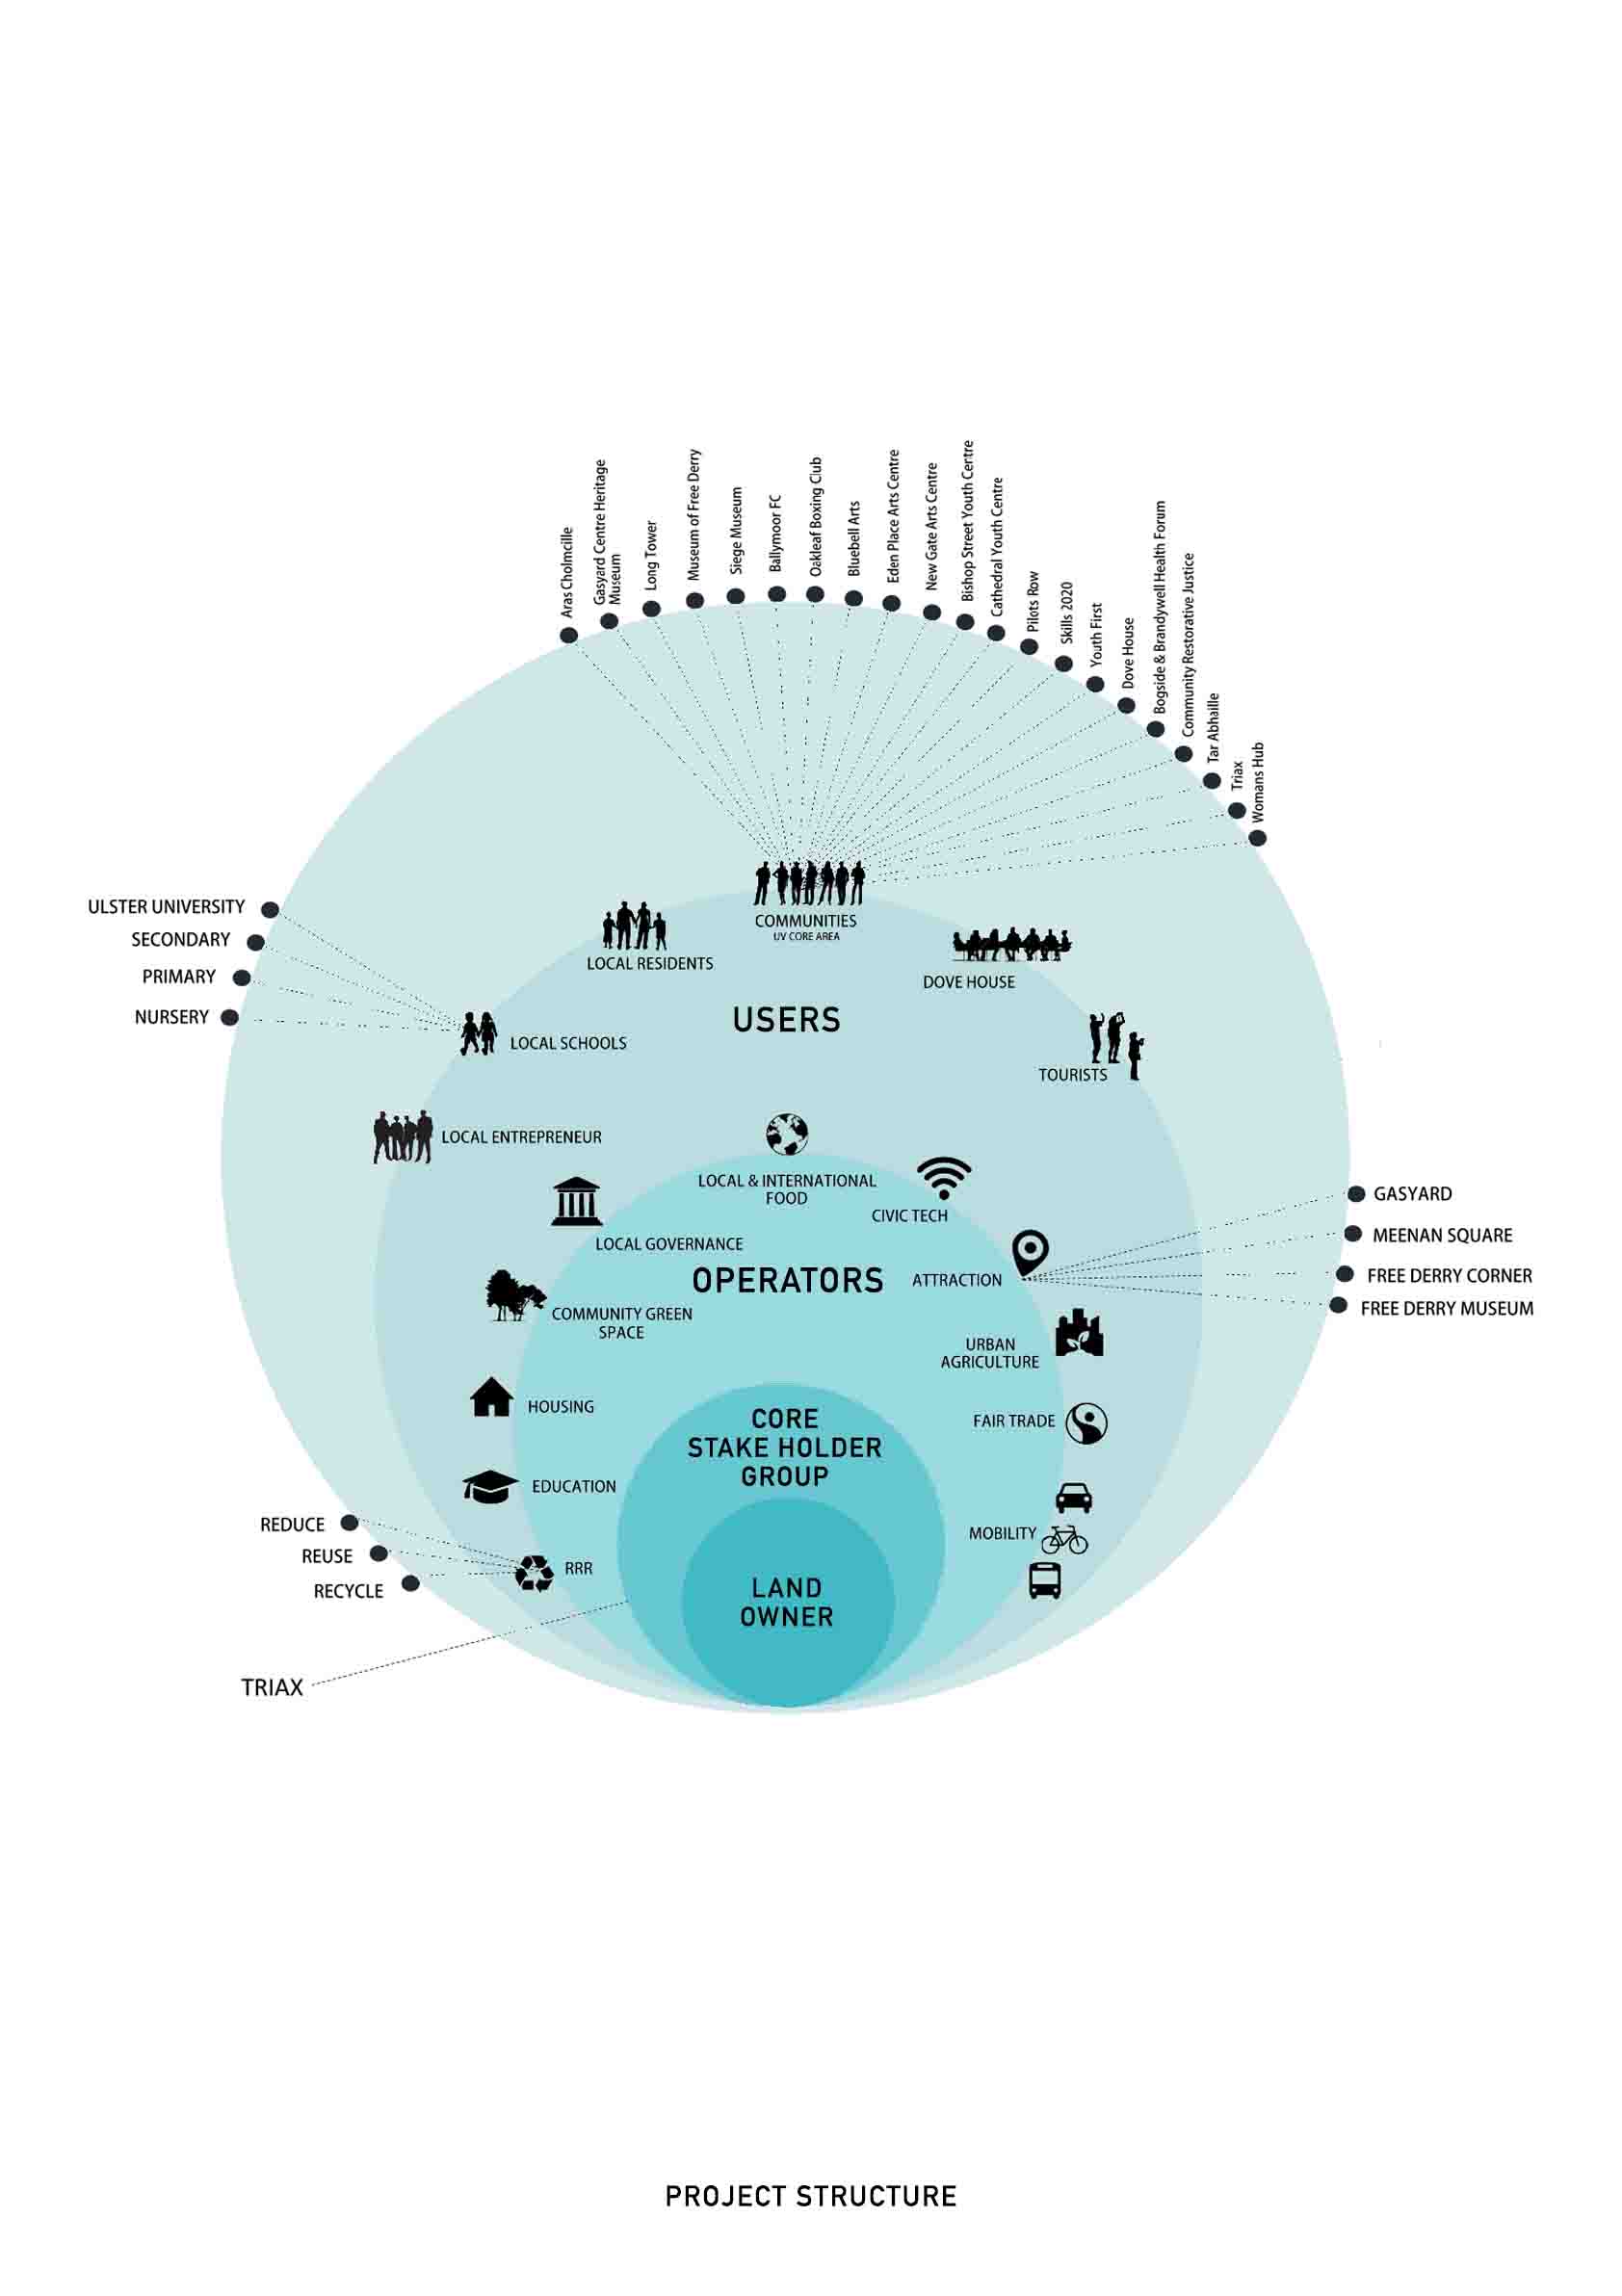 Aras Cholmcille
Gasyard Centre Heritage
Museum
Long Tower
Museum of Free Derry
Siege Museum
Ballymoor FC
Oakleaf Boxing Club
Bluebell Arts
Eden Place Arts Centre
New Gate Arts Centre
Bishop Street Youth Certre
Cathedral Youth Centre
Pilots Row
Skills 2020
Youth First
Dove House
Bogside & Brandywell Health Forum
Community Restorative Justice
Tar Abhaille
Triax
Womans Hub
ULSTER UNIVERSITY
SECONDARY
PRIMARY
NURSERY
COMMUNITIES
UV CORE AREA
LOCAL RESIDENTS
DOVE HOUSE
USERS
LOCAL SCHOOLS
TOURISTS
LOCAL ENTREPRENEUR
LOCAL & INTERNATIONAL
FOOD
CIVIC TECH
LOCAL GOVERNANCE
OPERATORS
ATTRACTION
GASYARD
MEENAN SQUARE
FREE DERRY CORNER
FREE DERRY MUSEUM
COMMUNITY GREEN
SPACE
URBAN
AGRICULTURE
HOUSING
FAIR TRADE
CORE
STAKE HOLDER
GROUP
EDUCATION
MOBILITY
REDUCE
REUSE
RECYCLE
RRR
LAND
OWNER
TRIAX
PROJECT STRUCTURE